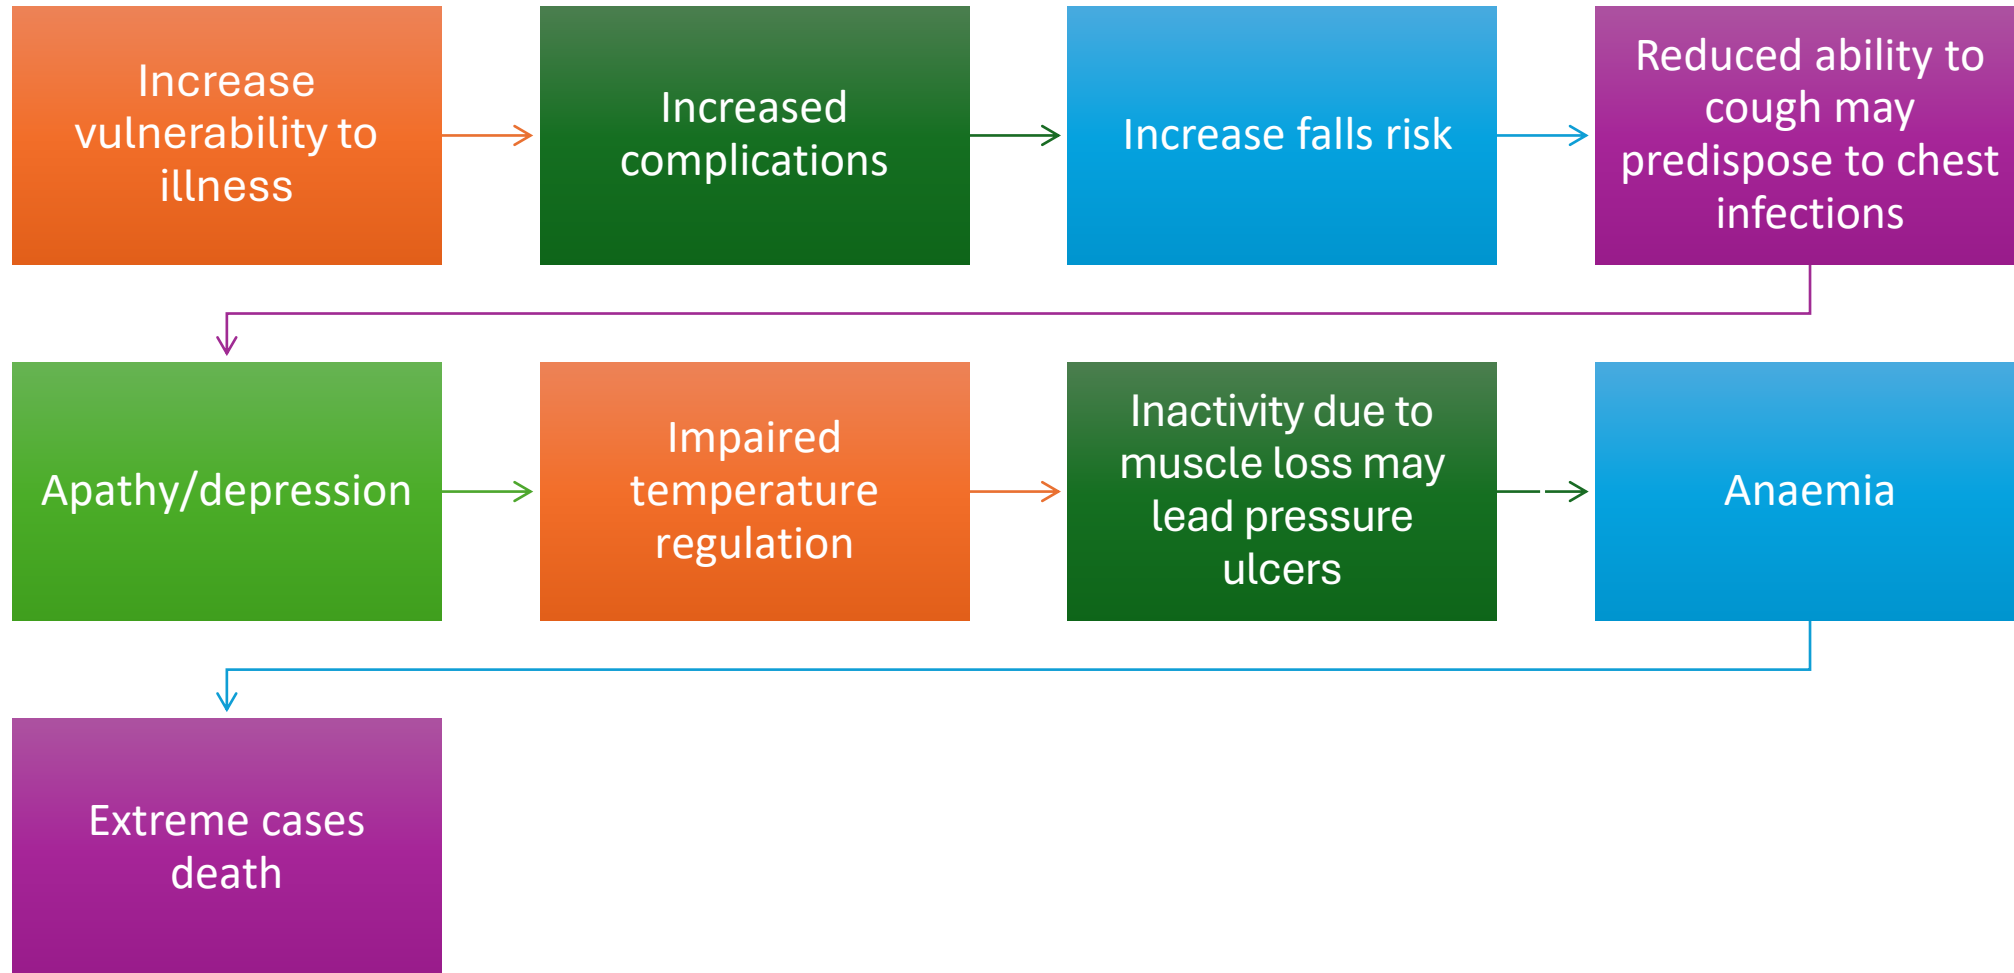 Increase
vulnerability to
illness
Increased
complications
Increase falls risk
Reduced ability to
cough may
predispose to chest
infections
Apathy/depression
Impaired
temperature
regulation
Inactivity due to
muscle loss may
lead pressure
ulcers
Anaemia
Extreme cases
death